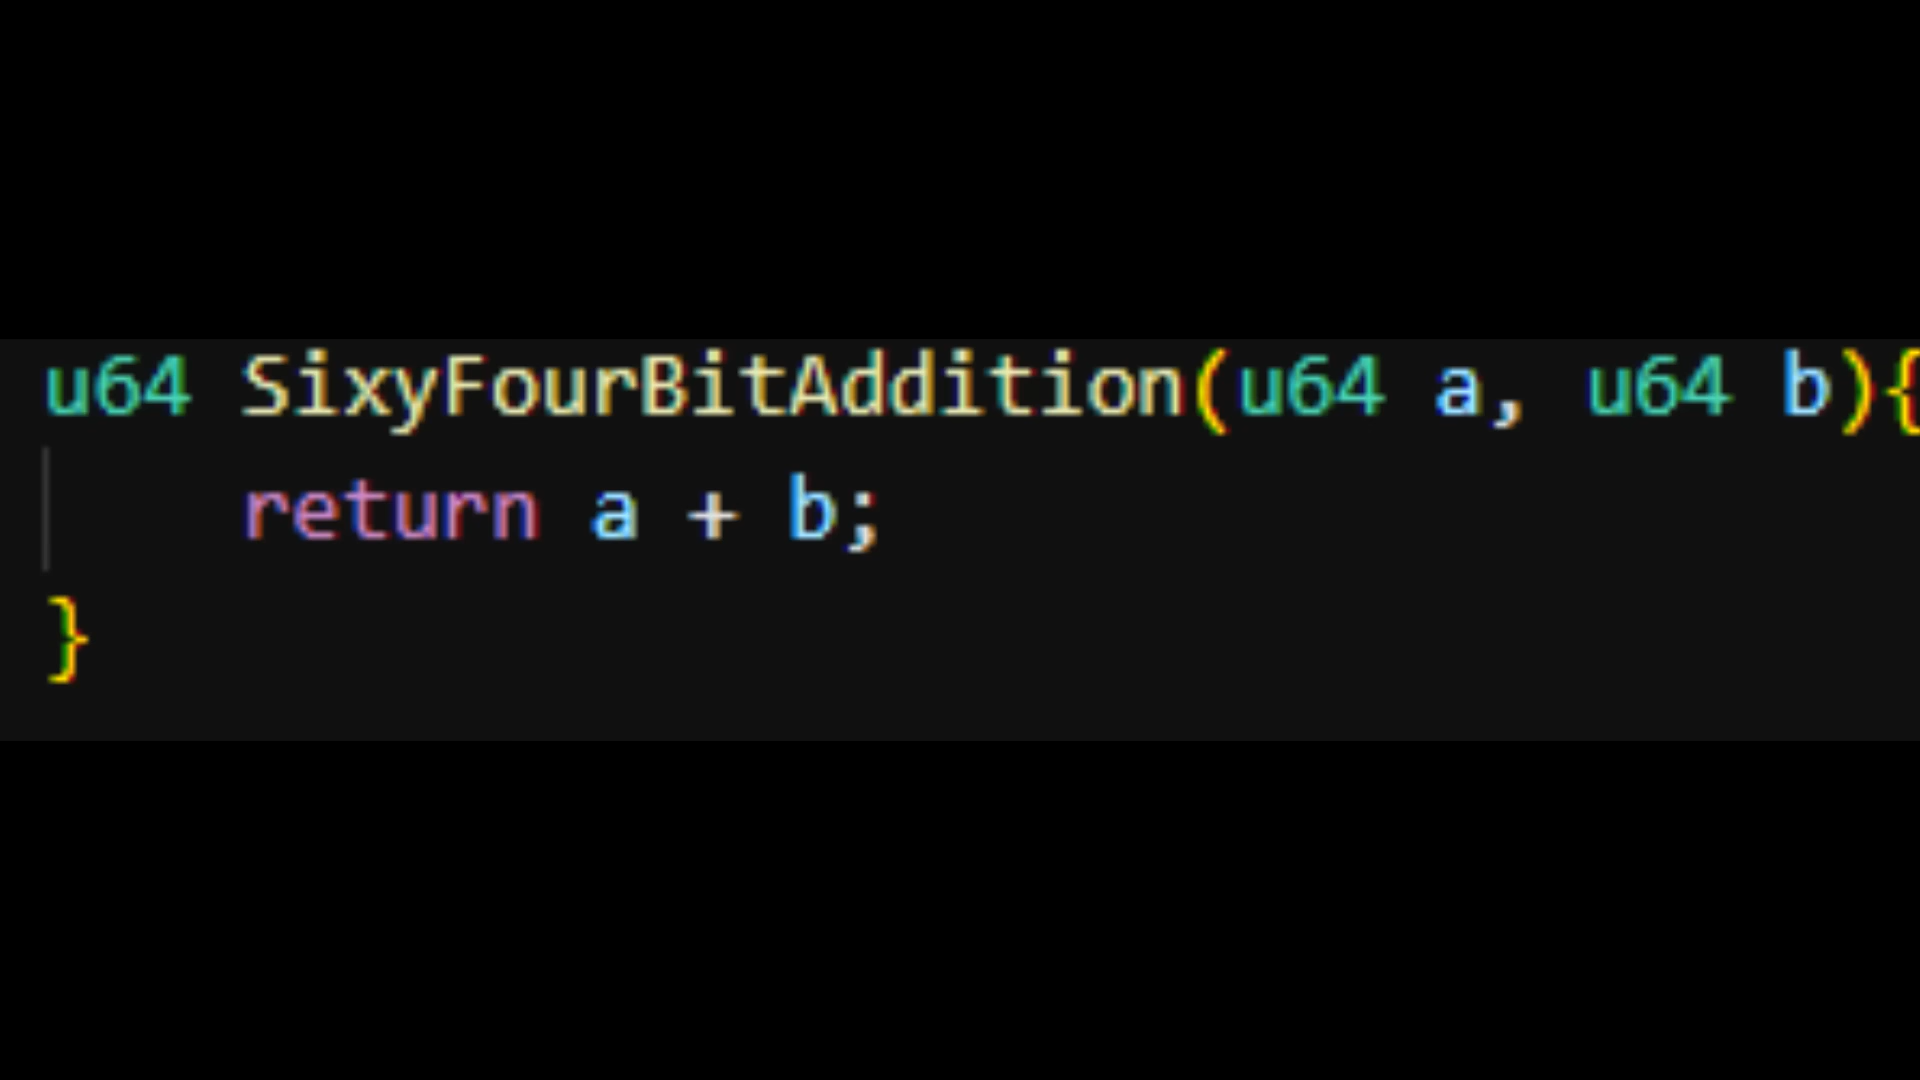 u64 SixyFourBitAddition(u64 a, u64 b){
return a + b;
}